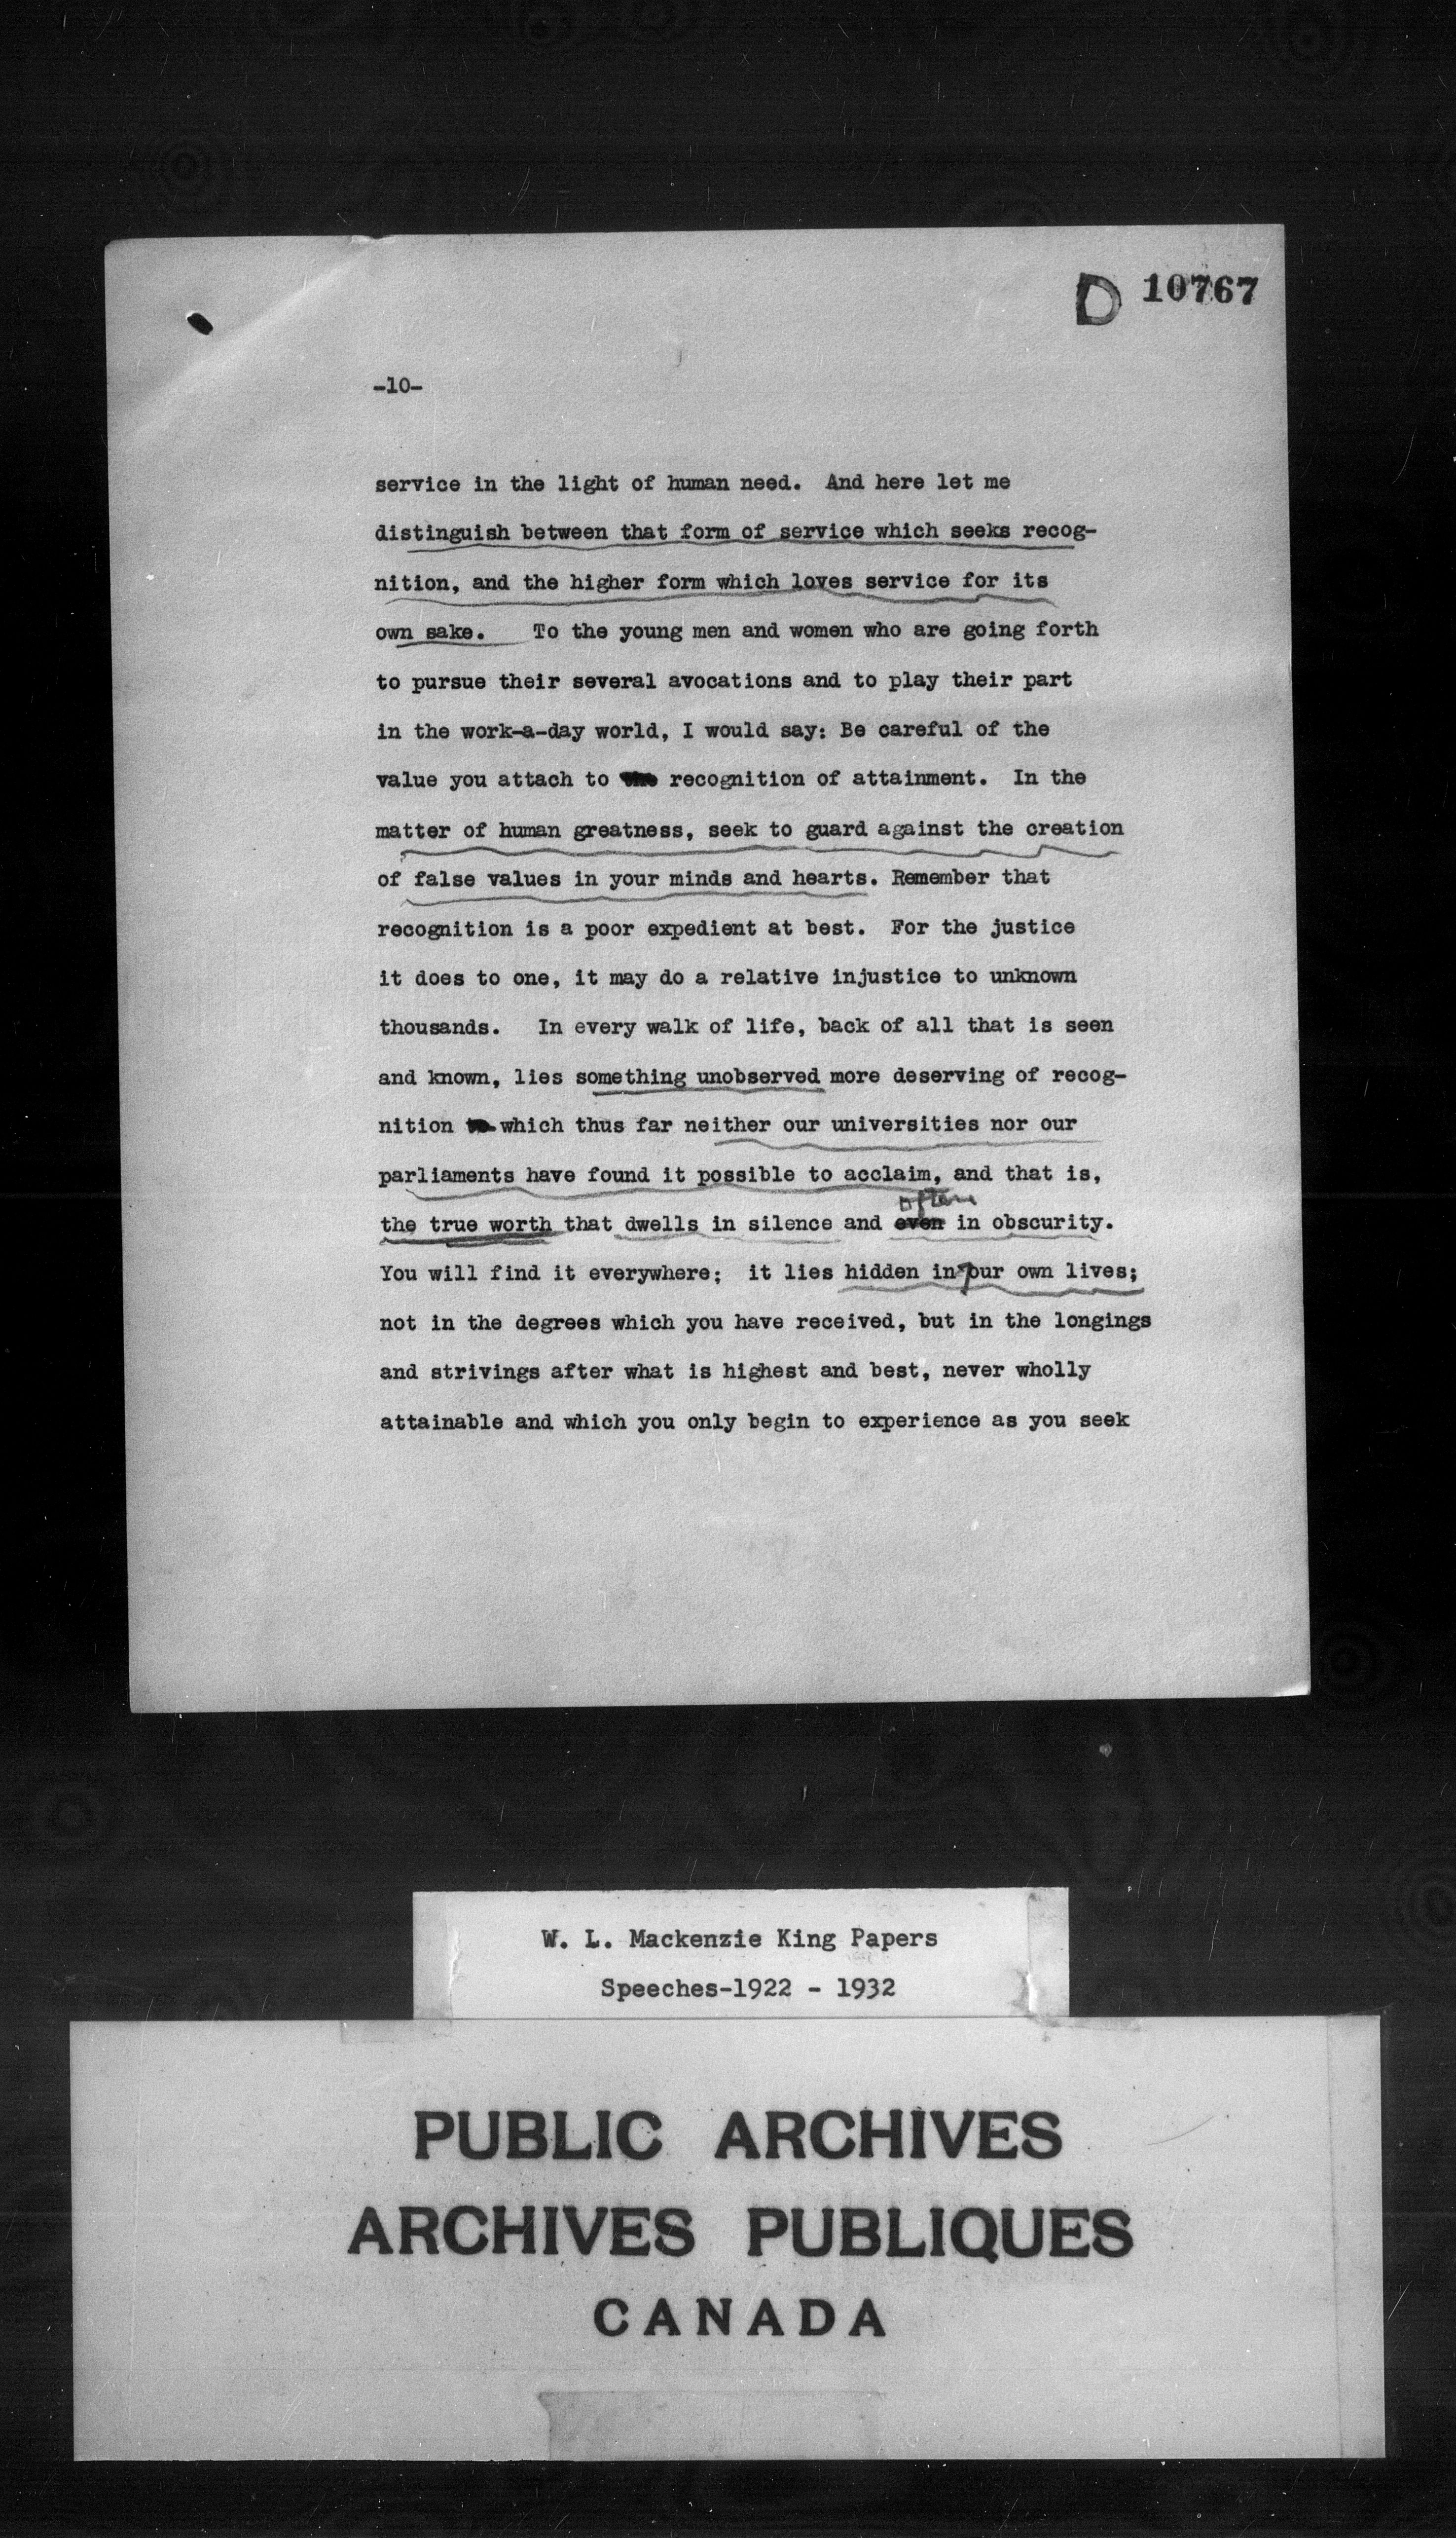 D 10767
-10-
service in the light of human need. And here let me
distinguish between that form of service which seeks recog-
nition, and the higher form which loves service for its
own sake. To the young men and women who are going forth
to pursue their several avocations and to play their part
in the work-a-day world, I would say: Be careful of the
value you attach to recognition of attainment. In the
matter of human greatness, seek to guard against the creation
of false values in your minds and hearts. Remember that
recognition is a poor expedient at best. For the justice
it does to one, it may do a relative injustice to unknown
thousands. In every walk of life, back of all that is seen
and known, lies something unobserved more deserving of recog-
nition which thus far neither our universities nor our
parliaments have found it possible to acclaim, and that is,
often
the true worth that dwells in silence and even in obscurity.
You will find it everywhere; it lies hidden in your own lives;
not in the degrees which you have received, but in the longings
and strivings after what is highest and best, never wholly
attainable and which you only begin to experience as you seek
W. L. Mackenzie King Papers
Speeches-1922 - 1932
PUBLIC ARCHIVES
ARCHIVES PUBLIQUES
CANADA